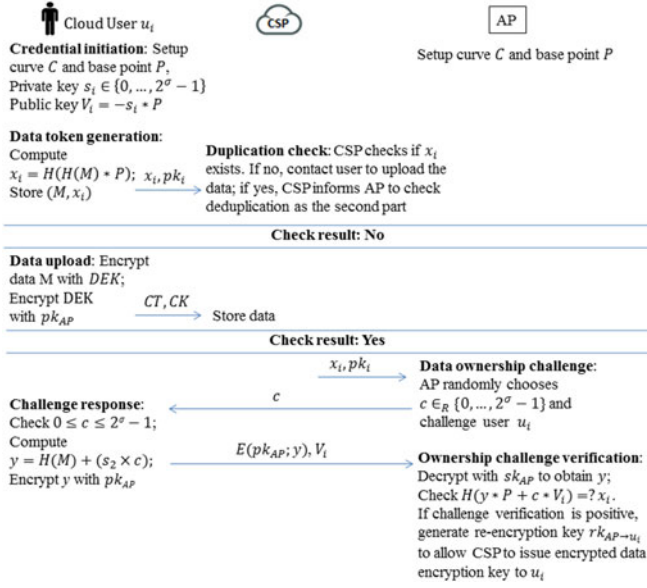 Cloud User u_i
CSP
AP
Credential initiation: Setup
curve C and base point P,
Private key s_i ∈ {0, ..., 2^σ − 1}
Public key V_i = −s_i * P
Setup curve C and base point P
Data token generation:
Compute
x_i = H(H(M) * P);
Store (M, x_i)
x_i, pk_i
Duplication check: CSP checks if x_i
exists. If no, contact user to upload the
data; if yes, CSP informs AP to check
deduplication as the second part
Check result: No
Data upload: Encrypt
data M with DEK;
Encrypt DEK
with pk_AP
CT, CK
Store data
Check result: Yes
x_i, pk_i
Data ownership challenge:
AP randomly chooses
c ∈_R {0, ..., 2^σ − 1} and
challenge user u_i
c
Challenge response:
Check 0 ≤ c ≤ 2^σ − 1;
Compute
y = H(M) + (s_2 × c);
Encrypt y with pk_AP
E(pk_AP; y), V_i
Ownership challenge verification:
Decrypt with sk_AP to obtain y;
Check H(y * P + c * V_i) =? x_i.
If challenge verification is positive,
generate re-encryption key rk_AP→u_i
to allow CSP to issue encrypted data
encryption key to u_i